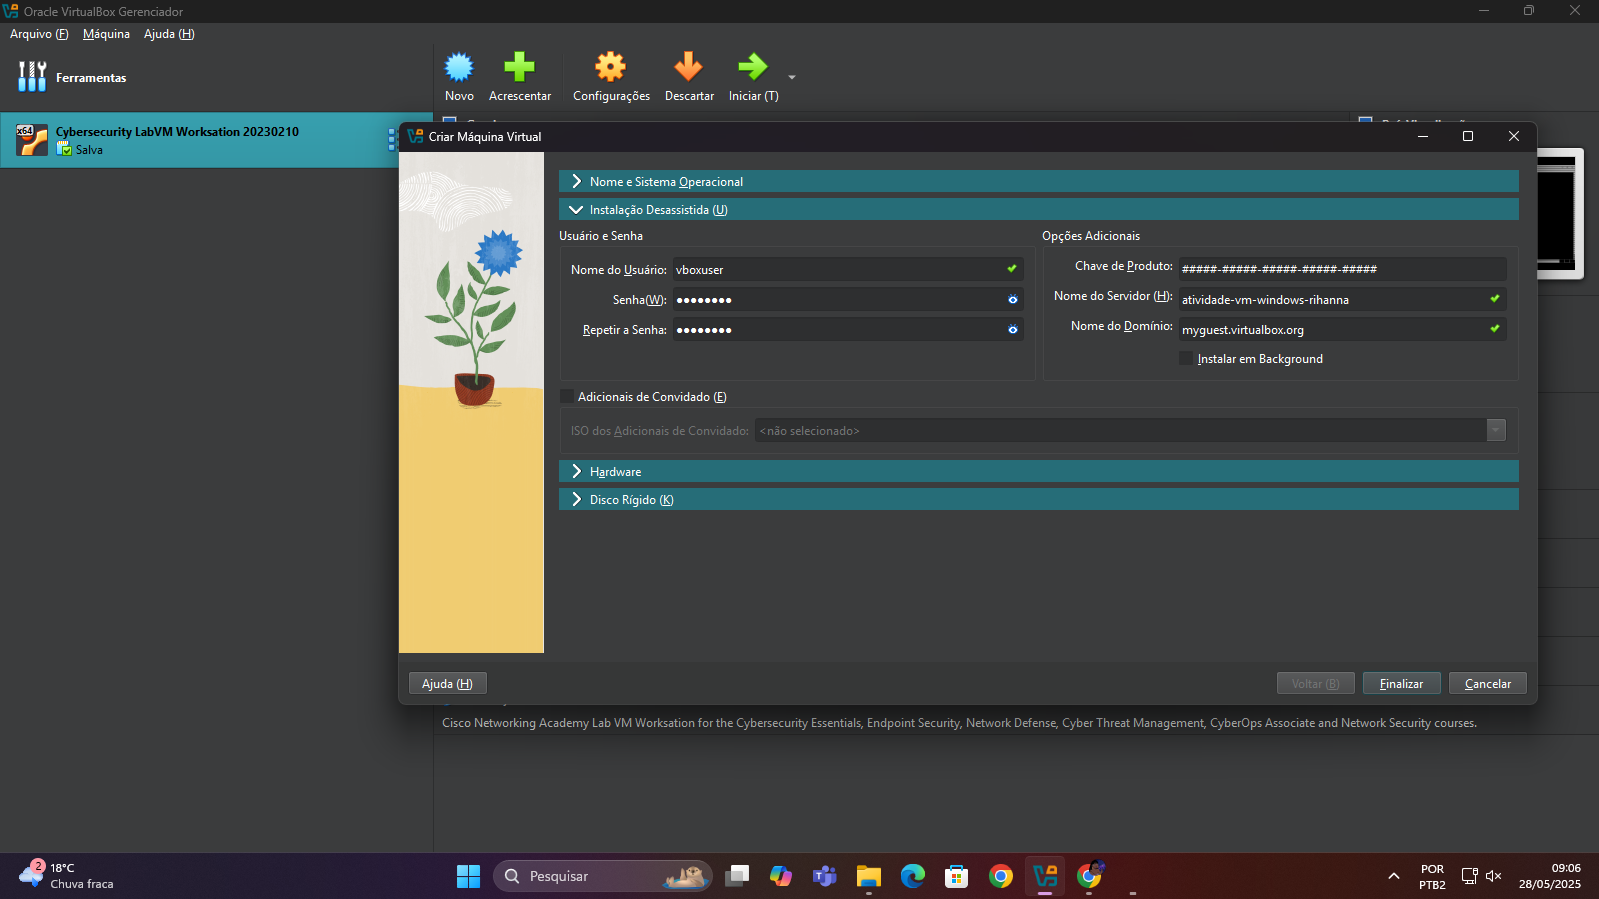 Oracle VirtualBox Gerenciador
Arquivo (F) Máquina Ajuda (H)
Ferramentas
Novo Acrescentar Configurações Descartar Iniciar (T)
x64
Cybersecurity LabVM Worksation 20230210
Salva
Criar Máquina Virtual
Nome e Sistema Operacional
Instalação Desassistida (U)
Usuário e Senha
Nome do Usuário: vboxuser
Senha(W): ●●●●●●●●
Repetir a Senha: ●●●●●●●●
Opções Adicionais
Chave de Produto: #####-#####-#####-#####-#####
Nome do Servidor (H): atividade-vm-windows-rihanna
Nome do Domínio: myguest.virtualbox.org
Instalar em Background
Adicionais de Convidado (E)
ISO dos Adicionais de Convidado: <não selecionado>
Hardware
Disco Rígido (K)
Ajuda (H) Voltar (B) Finalizar Cancelar
Cisco Networking Academy Lab VM Worksation for the Cybersecurity Essentials, Endpoint Security, Network Defense, Cyber Threat Management, CyberOps Associate and Network Security courses.
2
18°C
Chuva fraca
Pesquisar
POR
PTB2
09:06
28/05/2025